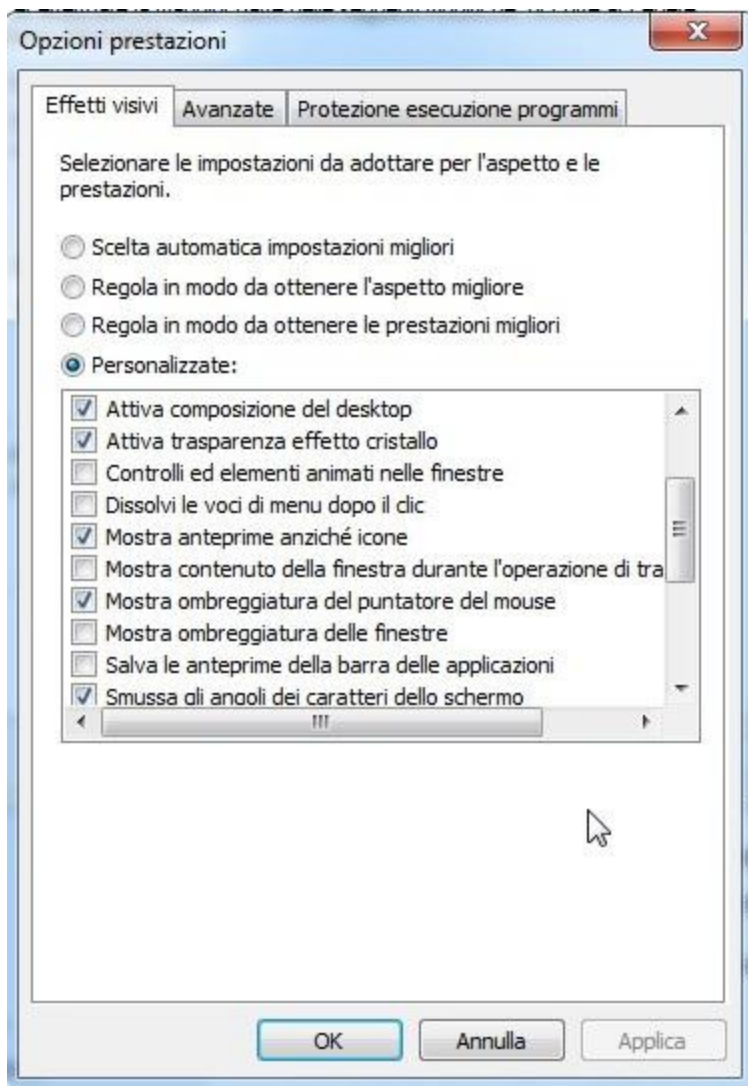 Opzioni prestazioni
Effetti visivi
Avanzate
Protezione esecuzione programmi
Selezionare le impostazioni da adottare per l'aspetto e le
prestazioni.
Scelta automatica impostazioni migliori
Regola in modo da ottenere l'aspetto migliore
Regola in modo da ottenere le prestazioni migliori
Personalizzate:
Attiva composizione del desktop
Attiva trasparenza effetto cristallo
Controlli ed elementi animati nelle finestre
Dissolvi le voci di menu dopo il clic
Mostra anteprime anziché icone
Mostra contenuto della finestra durante l'operazione di tra
Mostra ombreggiatura del puntatore del mouse
Mostra ombreggiatura delle finestre
Salva le anteprime della barra delle applicazioni
Smussa gli angoli dei caratteri dello schermo
OK
Annulla
Applica